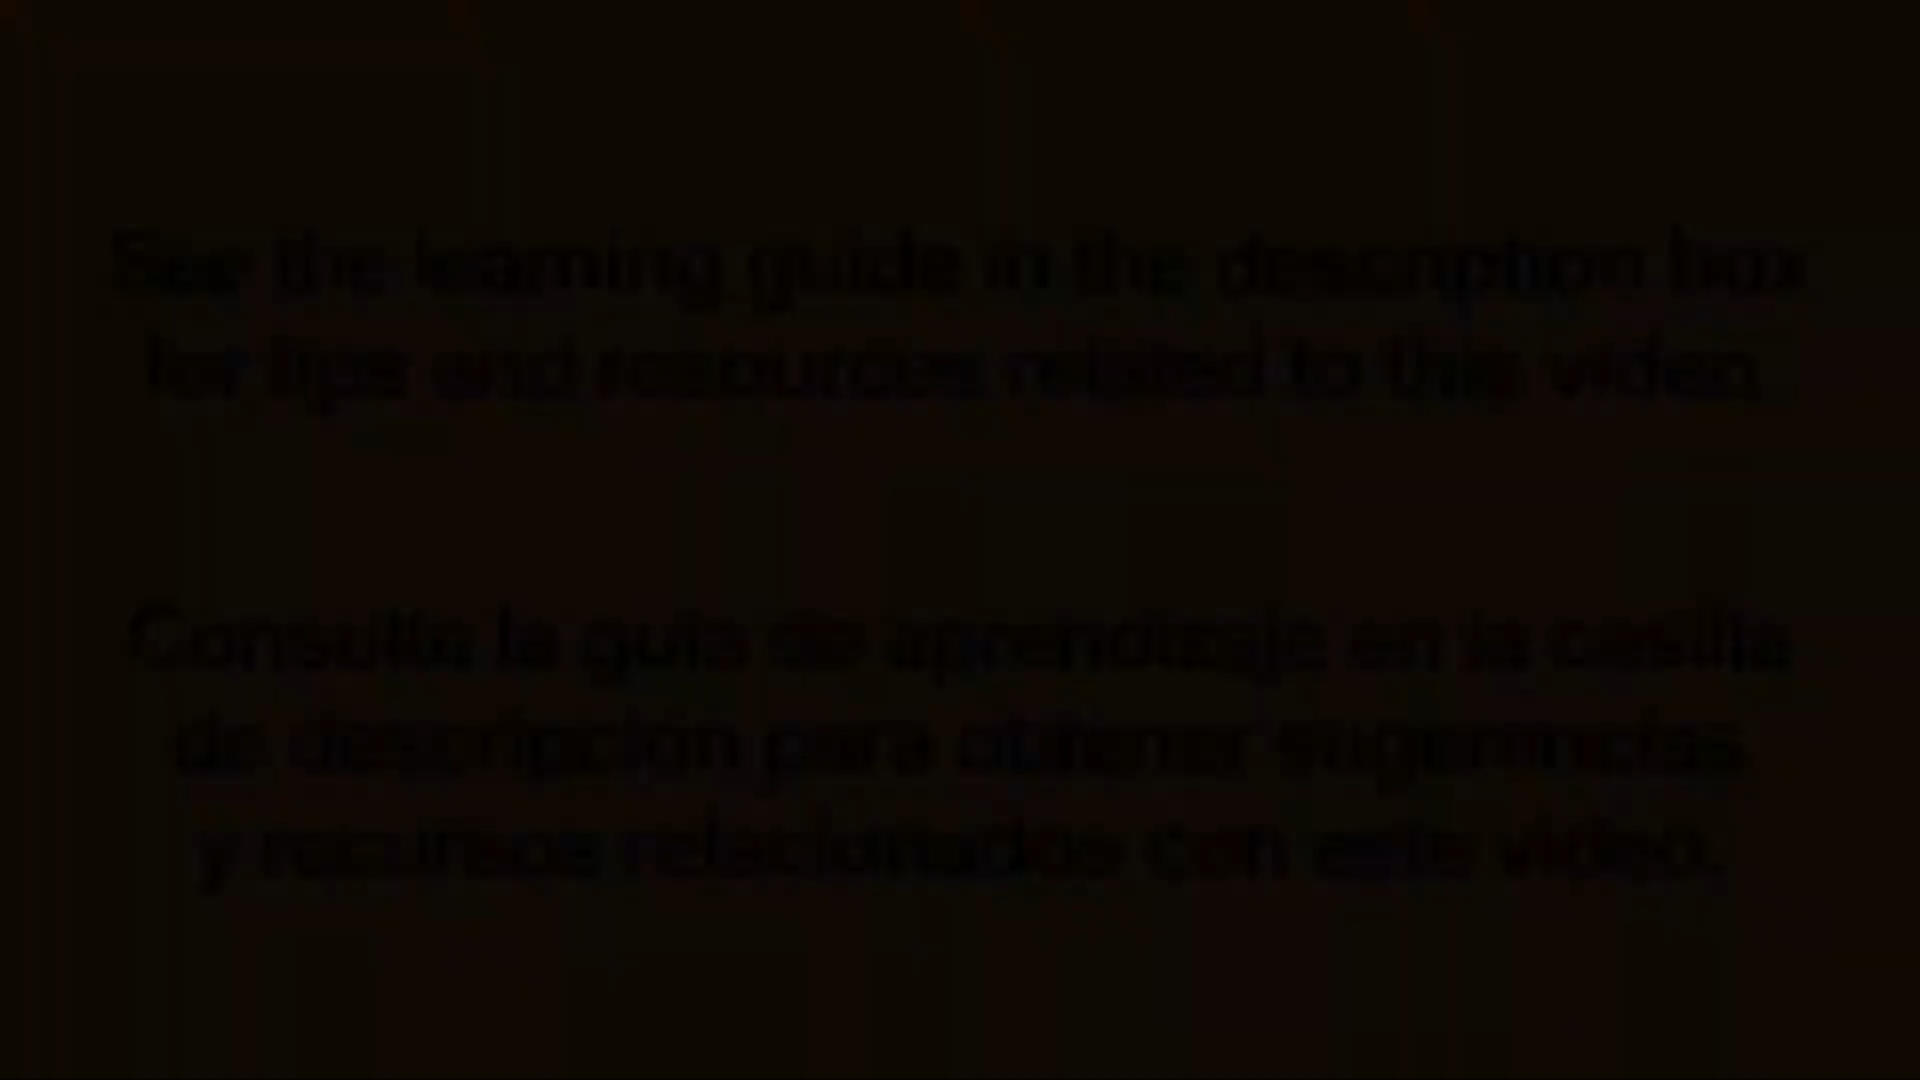 See the learning guide in the description box
for tips and resources related to this video.
Consulta la guía de aprendizaje en la casilla
de descripción para obtener sugerencias
y recursos relacionados con este video.